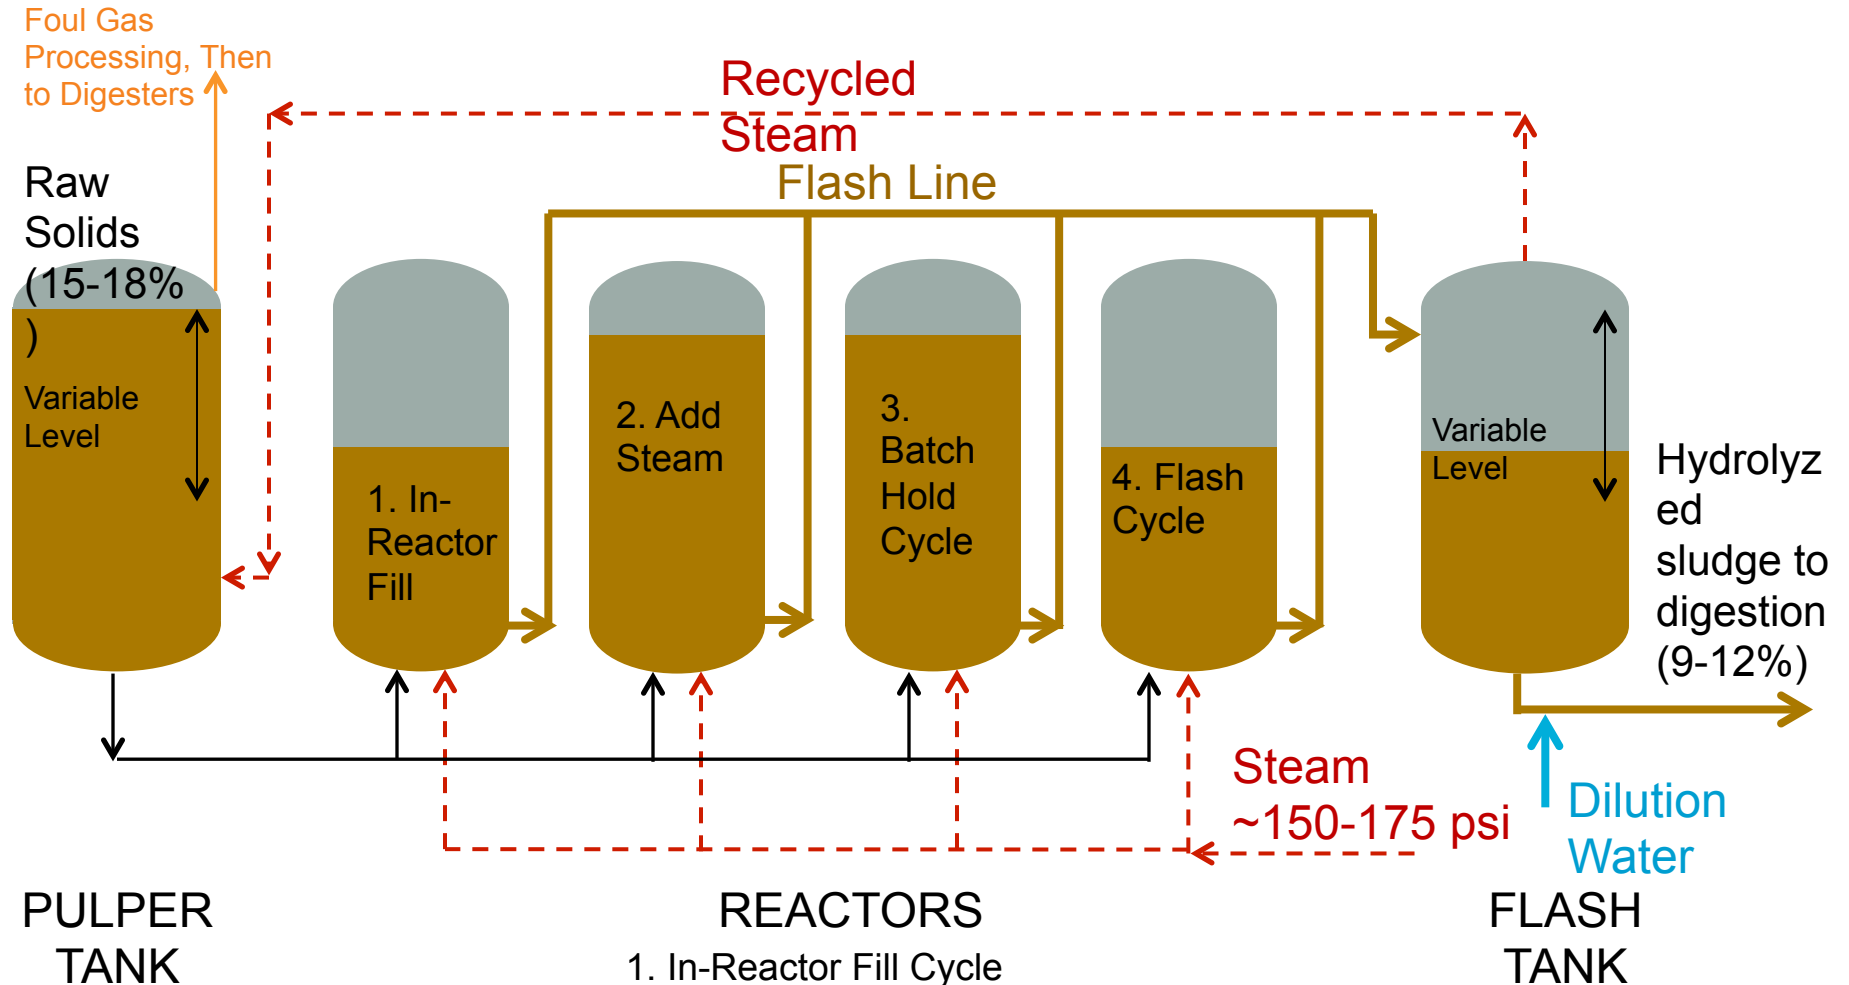 Foul Gas
Processing, Then
to Digesters
Recycled
Steam
Flash Line
Raw
Solids
(15-18%
)
Variable
Level
1. In-
Reactor
Fill
2. Add
Steam
3.
Batch
Hold
Cycle
4. Flash
Cycle
Variable
Level
Hydrolyz
ed
sludge to
digestion
(9-12%)
Steam
~150-175 psi
Dilution
Water
PULPER
TANK
REACTORS
1. In-Reactor Fill Cycle
FLASH
TANK